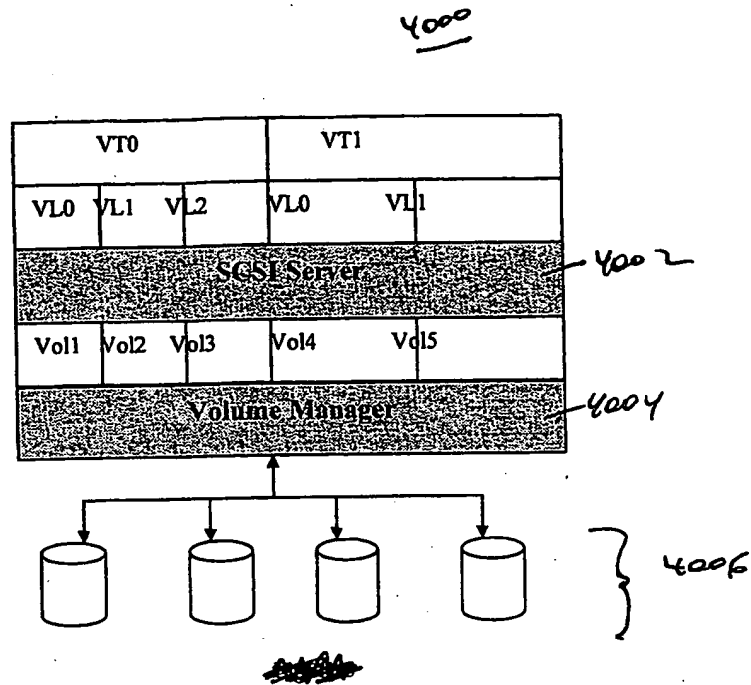 4000
VT0 VT1
VL0 VL1 VL2 VL0 VL1
SCSI Server 4002
Vol1 Vol2 Vol3 Vol4 Vol5
Volume Manager 4004
4006